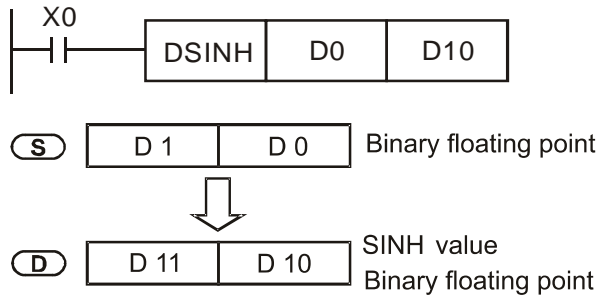 X0
DSINH D0 D10
S D 1 D 0 Binary floating point
D D 11 D 10 SINH value
Binary floating point